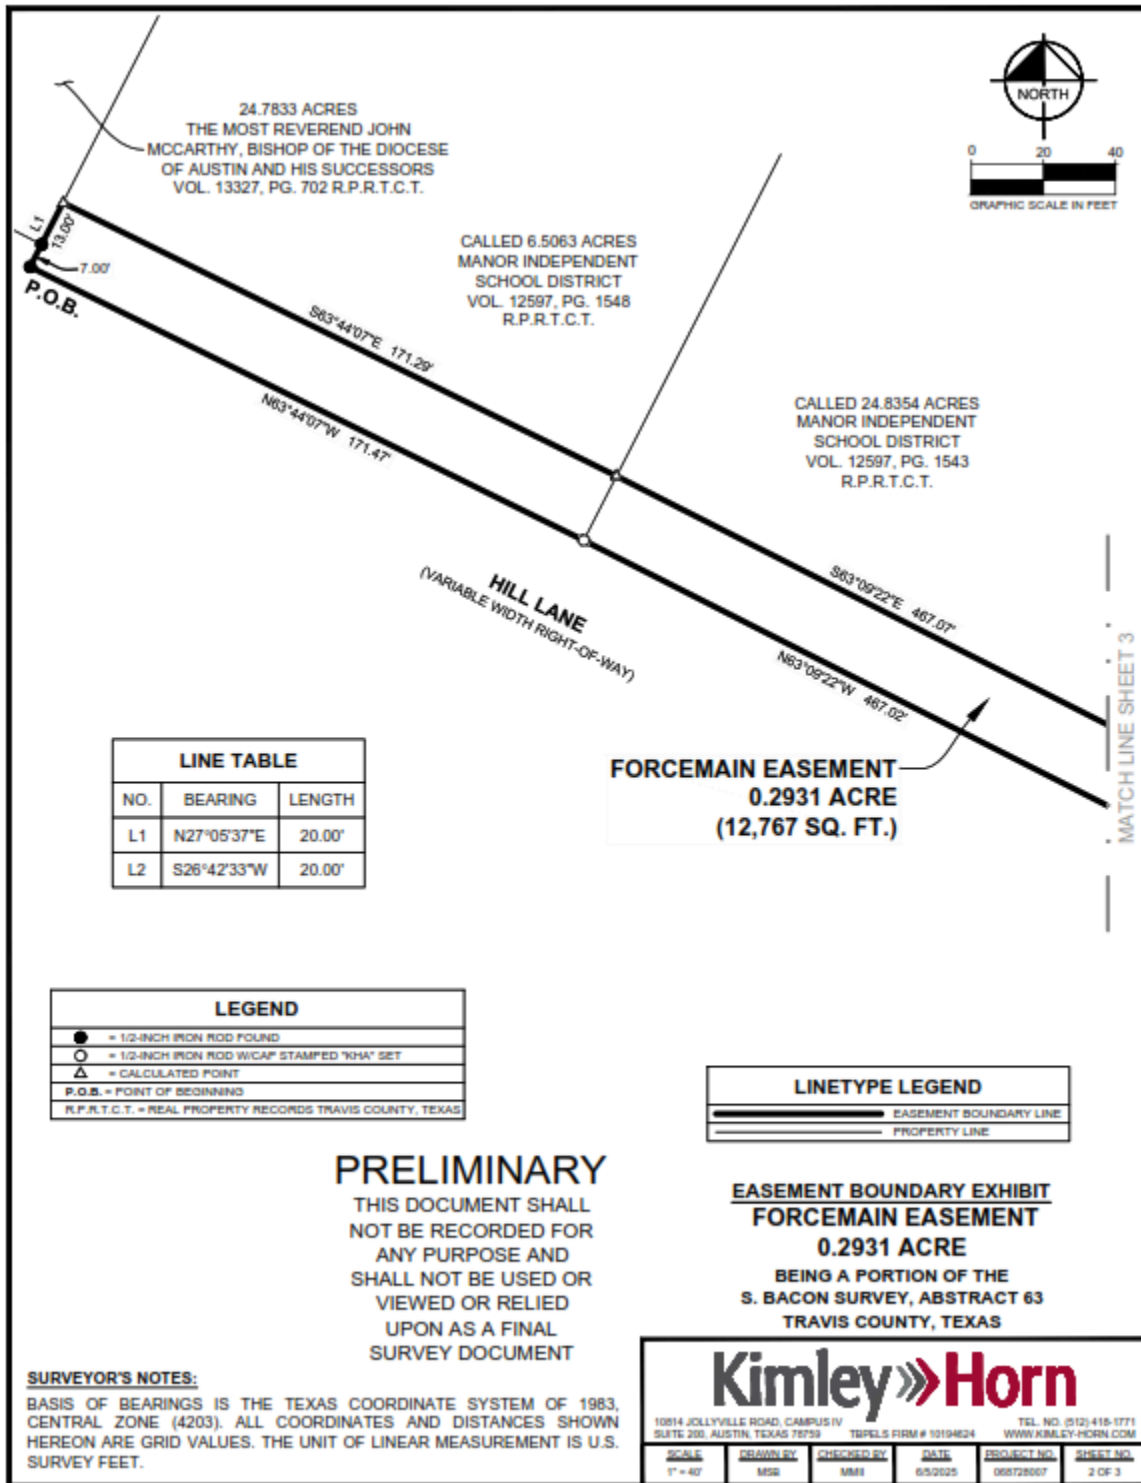 NORTH
0 20 40
GRAPHIC SCALE IN FEET
24.7833 ACRES
THE MOST REVEREND JOHN
MCCARTHY, BISHOP OF THE DIOCESE
OF AUSTIN AND HIS SUCCESSORS
VOL. 13327, PG. 702 R.P.R.T.C.T.
L1
13.00'
7.00'
P.O.B.
CALLED 6.5063 ACRES
MANOR INDEPENDENT
SCHOOL DISTRICT
VOL. 12597, PG. 1548
R.P.R.T.C.T.
S63°44'07"E 171.29'
N63°44'07"W 171.47'
CALLED 24.8354 ACRES
MANOR INDEPENDENT
SCHOOL DISTRICT
VOL. 12597, PG. 1543
R.P.R.T.C.T.
HILL LANE
(VARIABLE WIDTH RIGHT-OF-WAY)
S63°09'22"E 467.07'
N63°09'22"W 467.02'
MATCH LINE SHEET 3
FORCEMAIN EASEMENT
0.2931 ACRE
(12,767 SQ. FT.)
LINE TABLE
NO. BEARING LENGTH
L1 N27°05'37"E 20.00'
L2 S26°42'33"W 20.00'
LEGEND
= 1/2-INCH IRON ROD FOUND
= 1/2-INCH IRON ROD W/CAP STAMPED "KHA" SET
= CALCULATED POINT
P.O.B. = POINT OF BEGINNING
R.P.R.T.C.T. = REAL PROPERTY RECORDS TRAVIS COUNTY, TEXAS
LINETYPE LEGEND
EASEMENT BOUNDARY LINE
PROPERTY LINE
PRELIMINARY
THIS DOCUMENT SHALL
NOT BE RECORDED FOR
ANY PURPOSE AND
SHALL NOT BE USED OR
VIEWED OR RELIED
UPON AS A FINAL
SURVEY DOCUMENT
EASEMENT BOUNDARY EXHIBIT
FORCEMAIN EASEMENT
0.2931 ACRE
BEING A PORTION OF THE
S. BACON SURVEY, ABSTRACT 63
TRAVIS COUNTY, TEXAS
SURVEYOR'S NOTES:
BASIS OF BEARINGS IS THE TEXAS COORDINATE SYSTEM OF 1983,
CENTRAL ZONE (4203). ALL COORDINATES AND DISTANCES SHOWN
HEREON ARE GRID VALUES. THE UNIT OF LINEAR MEASUREMENT IS U.S.
SURVEY FEET.
Kimley»Horn
10814 JOLLYVILLE ROAD, CAMPUS IV TEL. NO. (512) 418-1771
SUITE 200, AUSTIN, TEXAS 78759 TBPELS FIRM # 10194624 WWW.KIMLEY-HORN.COM
SCALE DRAWN BY CHECKED BY DATE PROJECT NO. SHEET NO.
1" = 40' MSB MMII 6/5/2025 068728007 2 OF 3